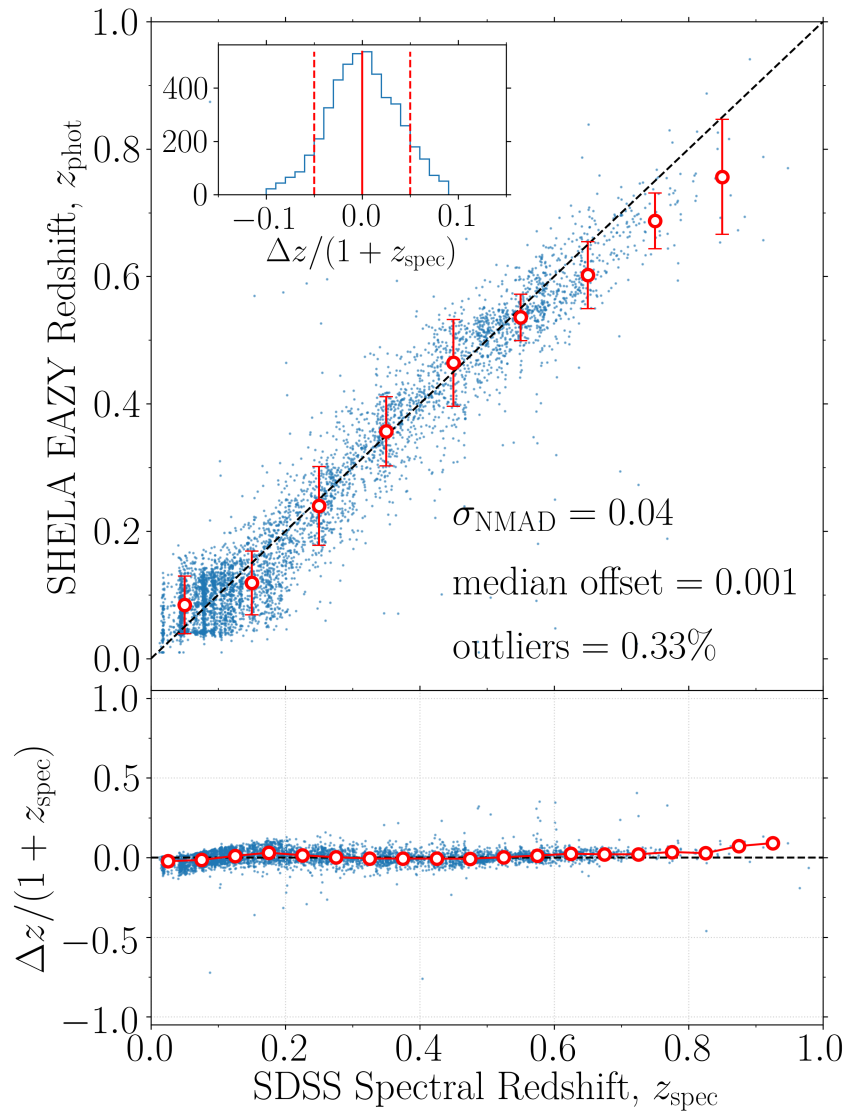 1.0
0.8
0.6
0.4
0.2
0.0
SHELA EAZY Redshift, z_phot
400
200
0
−0.1 0.0 0.1
Δz/(1 + z_spec)
σ_NMAD = 0.04
median offset = 0.001
outliers = 0.33%
1.0
0.5
0.0
−0.5
−1.0
Δz/(1 + z_spec)
0.0 0.2 0.4 0.6 0.8 1.0
SDSS Spectral Redshift, z_spec